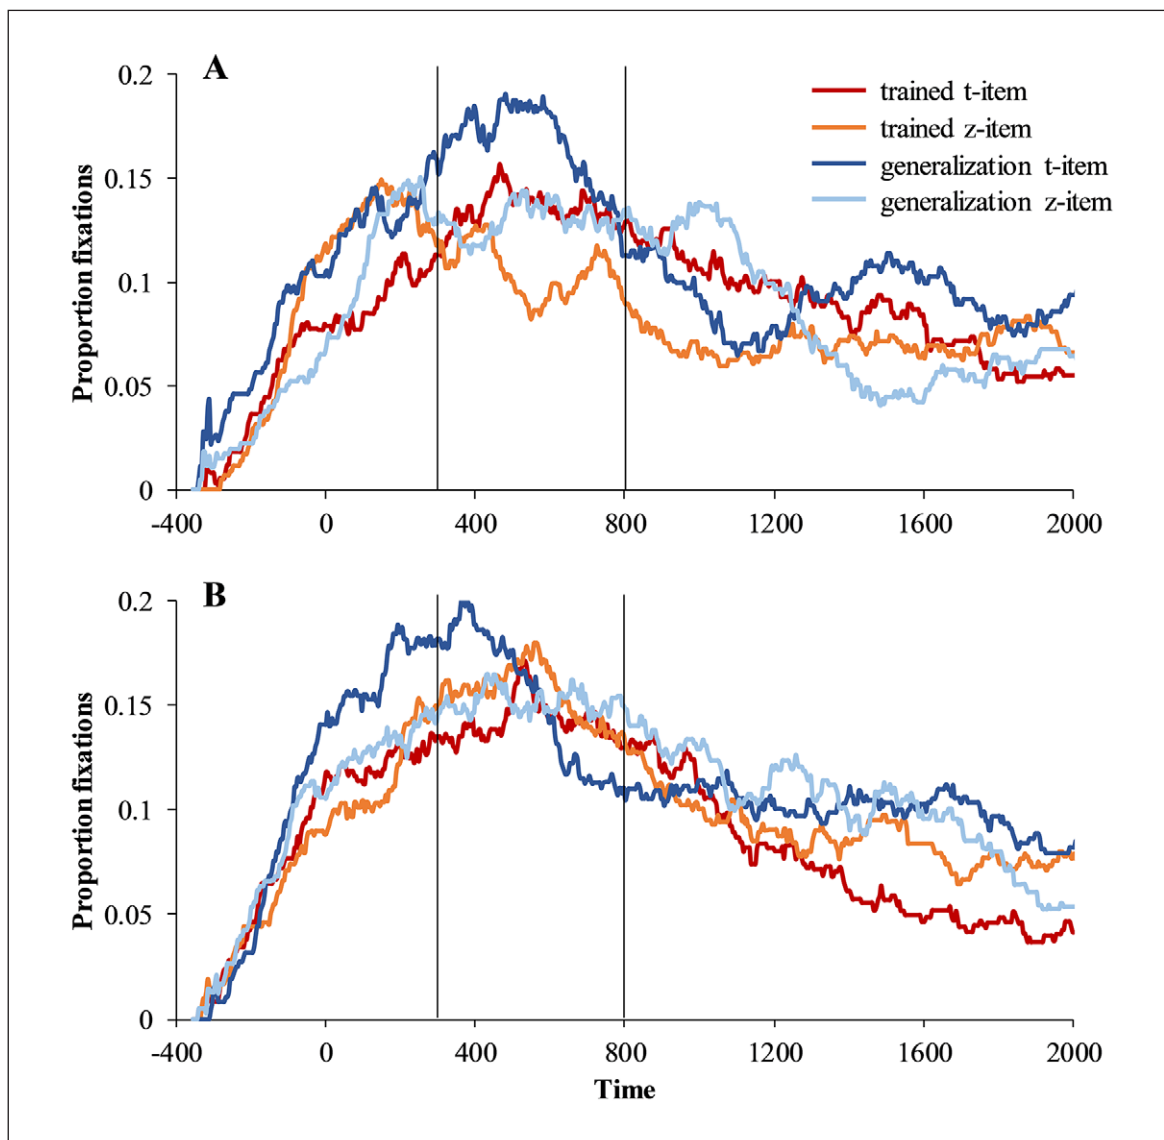 A
0.2
trained t-item
trained z-item
generalization t-item
generalization z-item
0.15
0.1
0.05
0
Proportion fixations
-400 0 400 800 1200 1600 2000
B
0.2
0.15
0.1
0.05
0
Proportion fixations
-400 0 400 800 1200 1600 2000
Time